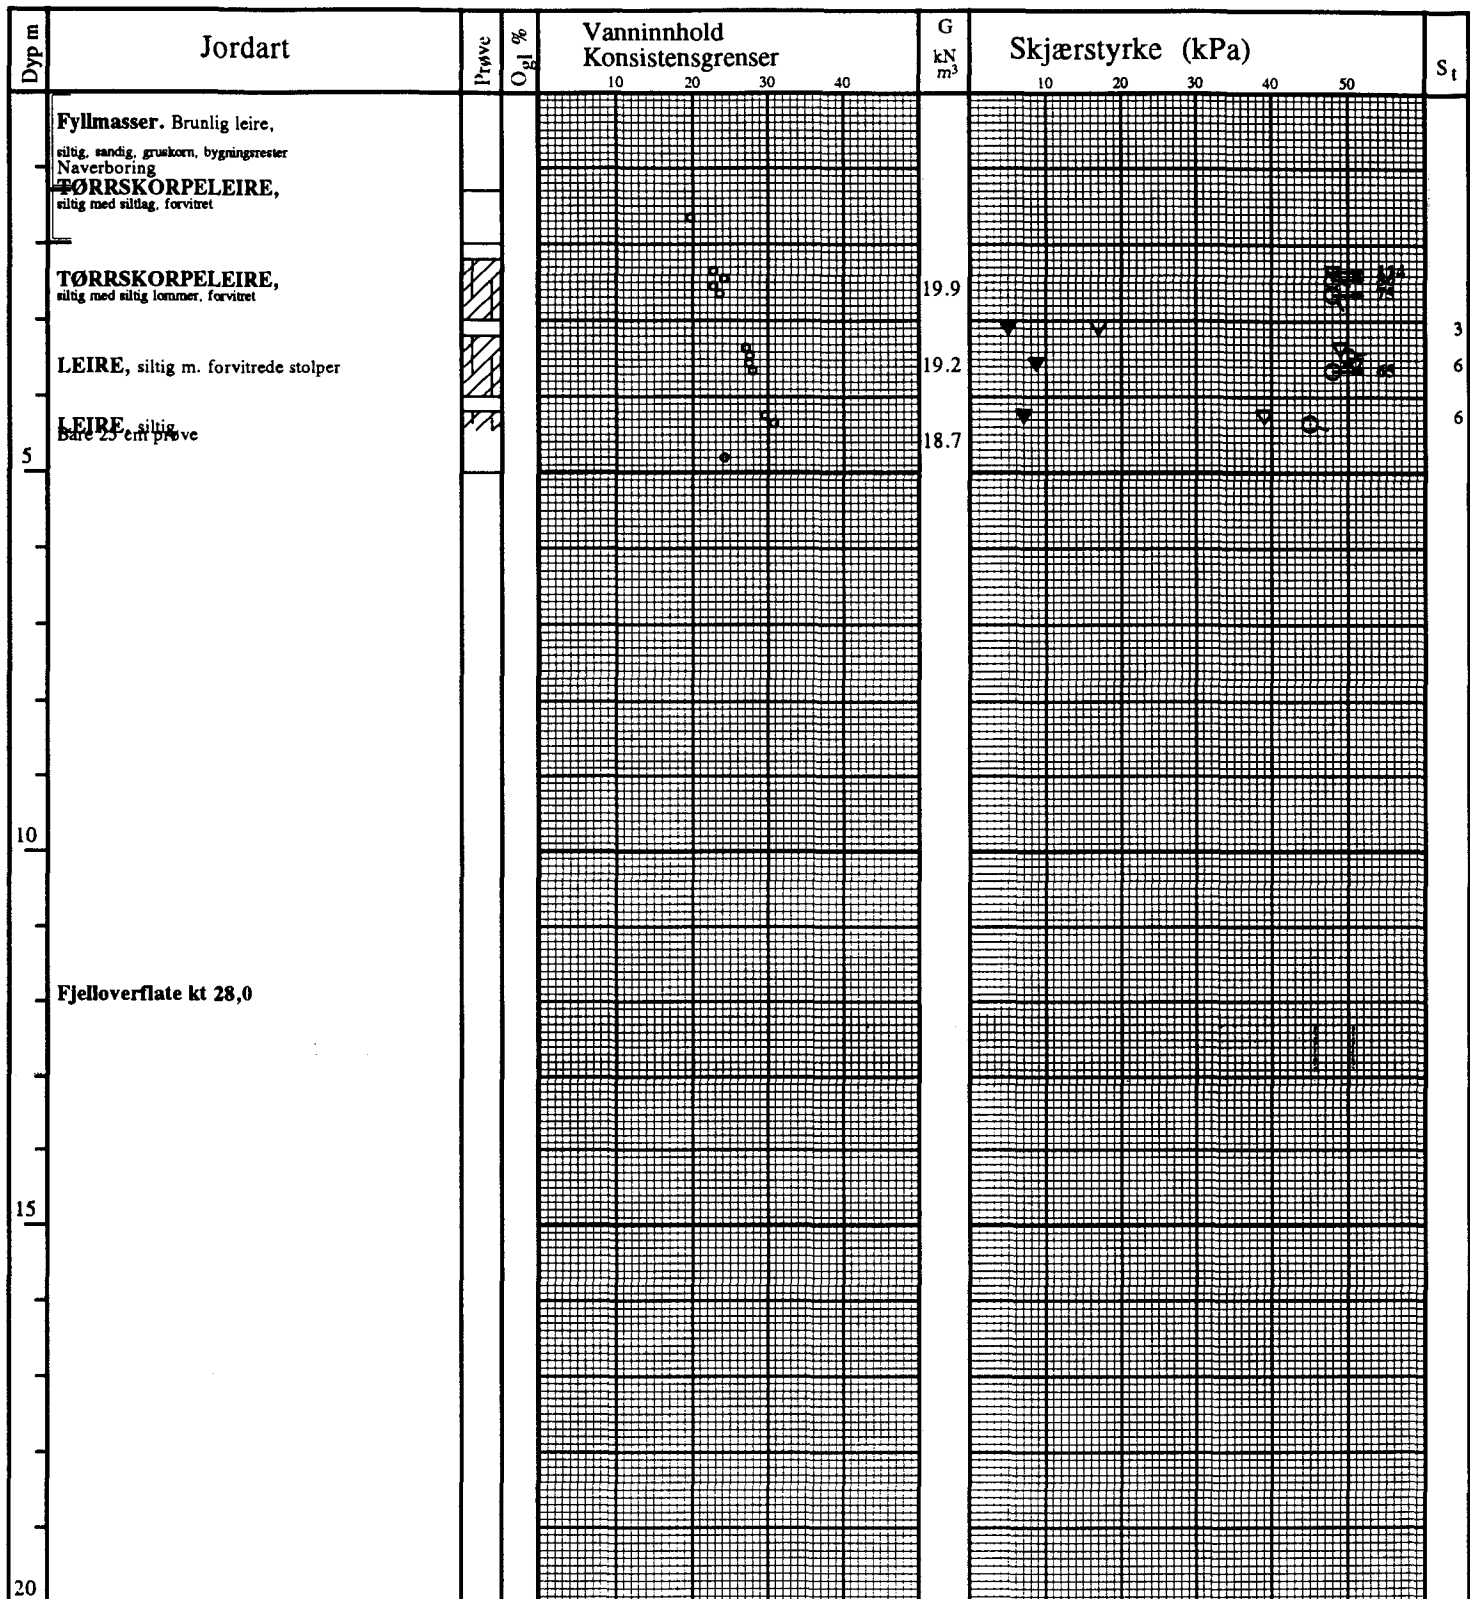 Dyp m
Jordart
Prøve
Ogl %
Vanninnhold
Konsistensgrenser
10 20 30 40
G
kN
m³
Skjærstyrke (kPa)
10 20 30 40 50
St
Fyllmasser. Brunlig leire,
siltig, sandig, gruskorn, bygningsrester
Naverboring
TØRRSKORPELEIRE,
siltig med siltlag, forvitret
TØRRSKORPELEIRE,
siltig med siltig lommer, forvitret
19.9
3
LEIRE, siltig m. forvitrede stolper
19.2
6
LEIRE, siltig
Bare 25 cm prøve
18.7
6
5
10
Fjelloverflate kt 28,0
15
20